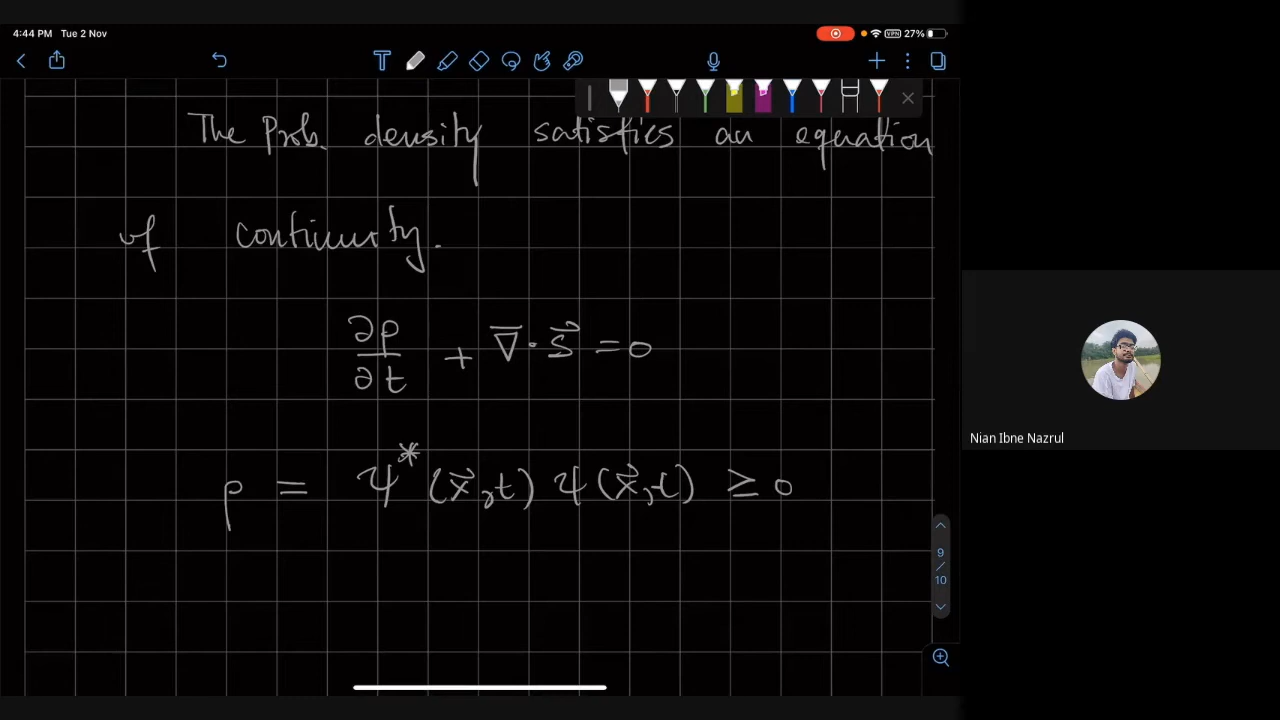 4:44 PM Tue 2 Nov
VPN 27%
The Prob. density satisfies an equation
of continuity.
∂ρ/∂t + ∇̅·S⃗ = 0
ρ = ψ*(x⃗,t) ψ(x⃗,t) ≥ 0
9
/
10
Nian Ibne Nazrul